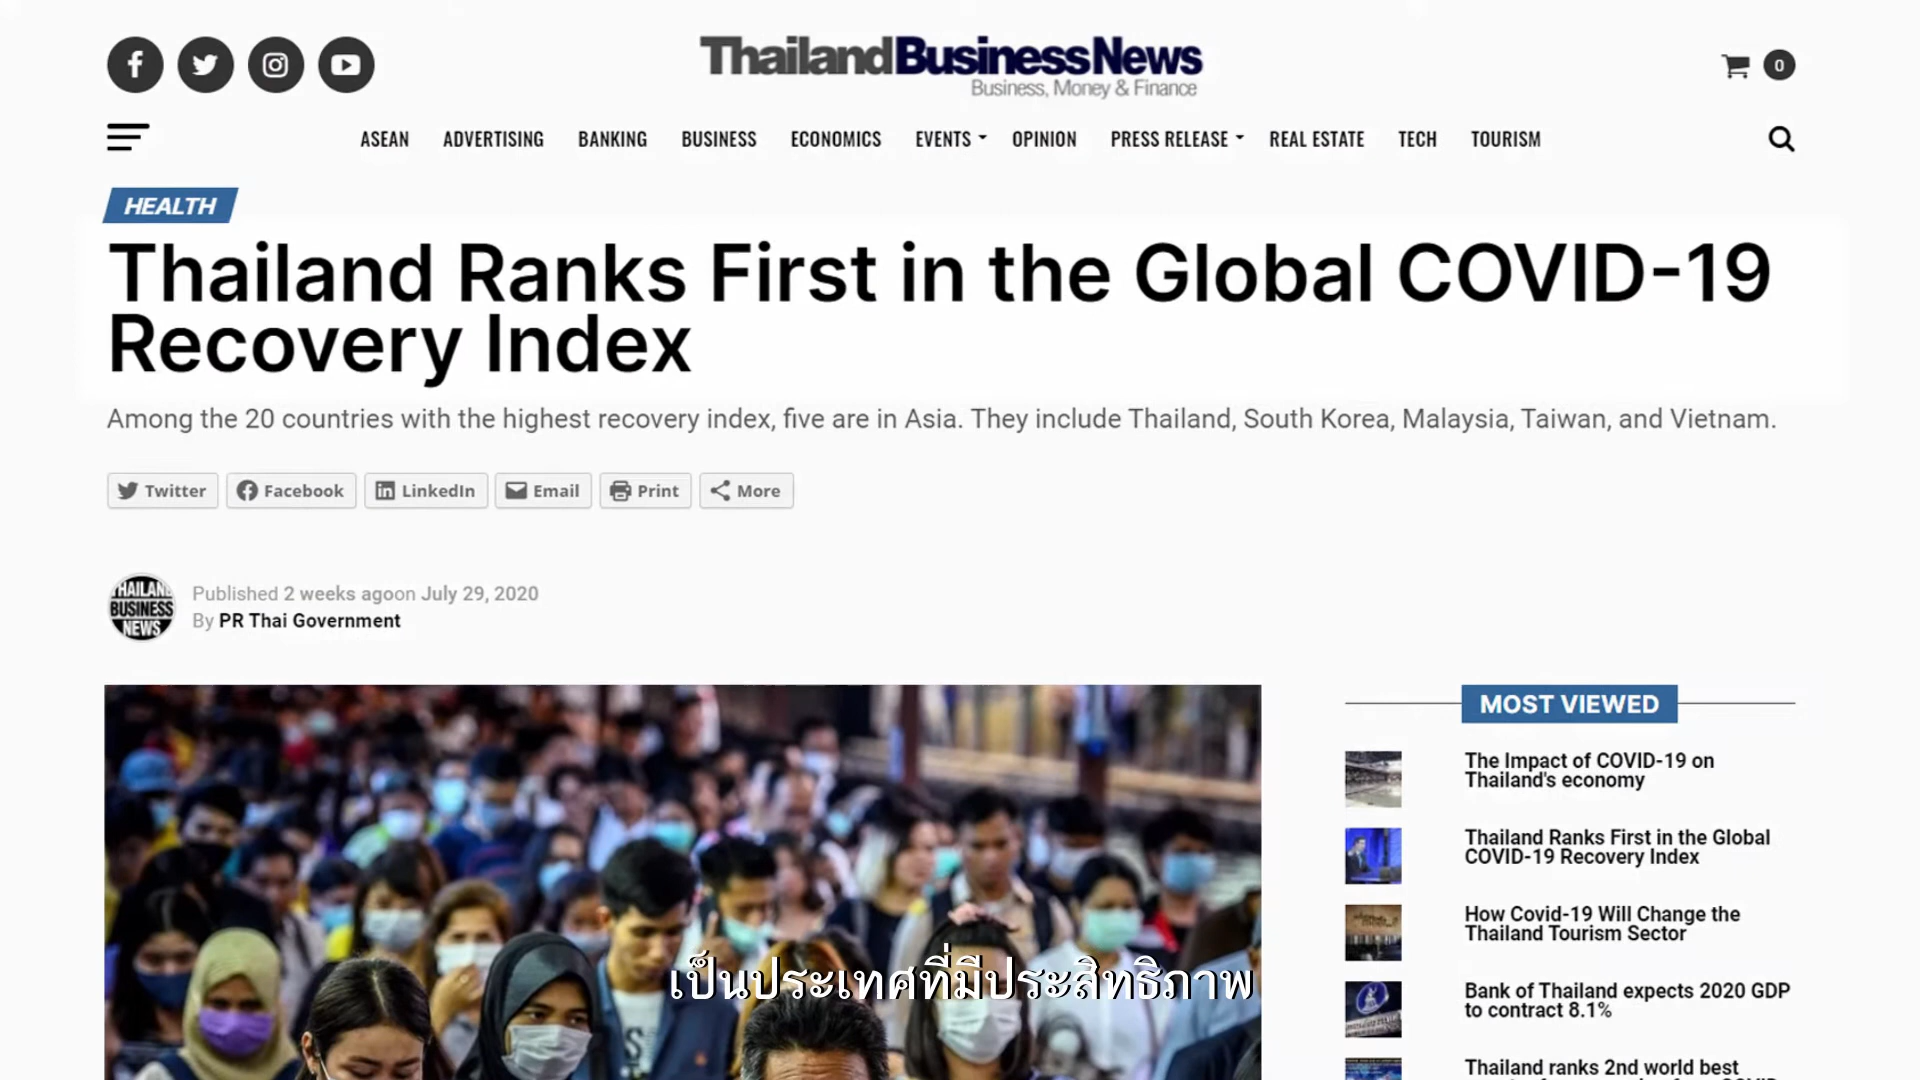 ThailandBusinessNews
Business, Money & Finance
0
ASEAN ADVERTISING BANKING BUSINESS ECONOMICS EVENTS OPINION PRESS RELEASE REAL ESTATE TECH TOURISM
HEALTH
Thailand Ranks First in the Global COVID-19
Recovery Index
Among the 20 countries with the highest recovery index, five are in Asia. They include Thailand, South Korea, Malaysia, Taiwan, and Vietnam.
Twitter Facebook LinkedIn Email Print More
THAILAND
BUSINESS
NEWS
Published 2 weeks agoon July 29, 2020
By PR Thai Government
เป็นประเทศที่มีประสิทธิภาพ
MOST VIEWED
The Impact of COVID-19 on
Thailand's economy
Thailand Ranks First in the Global
COVID-19 Recovery Index
How Covid-19 Will Change the
Thailand Tourism Sector
Bank of Thailand expects 2020 GDP
to contract 8.1%
Thailand ranks 2nd world best